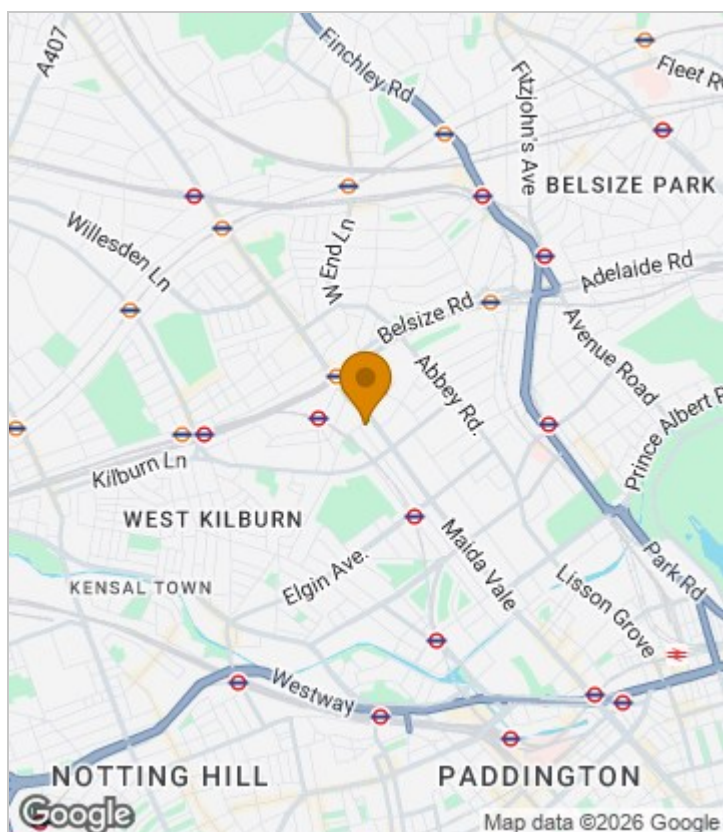 A407
Finchley Rd
Fitzjohn's Ave
Fleet R
BELSIZE PARK
Willesden Ln
W End Ln
Adelaide Rd
Belsize Rd
Avenue Road
Abbey Rd.
Prince Albert R
Kilburn Ln
WEST KILBURN
Maida Vale
Elgin Ave.
Park Rd
KENSAL TOWN
Lisson Grove
Westway
NOTTING HILL
PADDINGTON
Google
Map data ©2026 Google